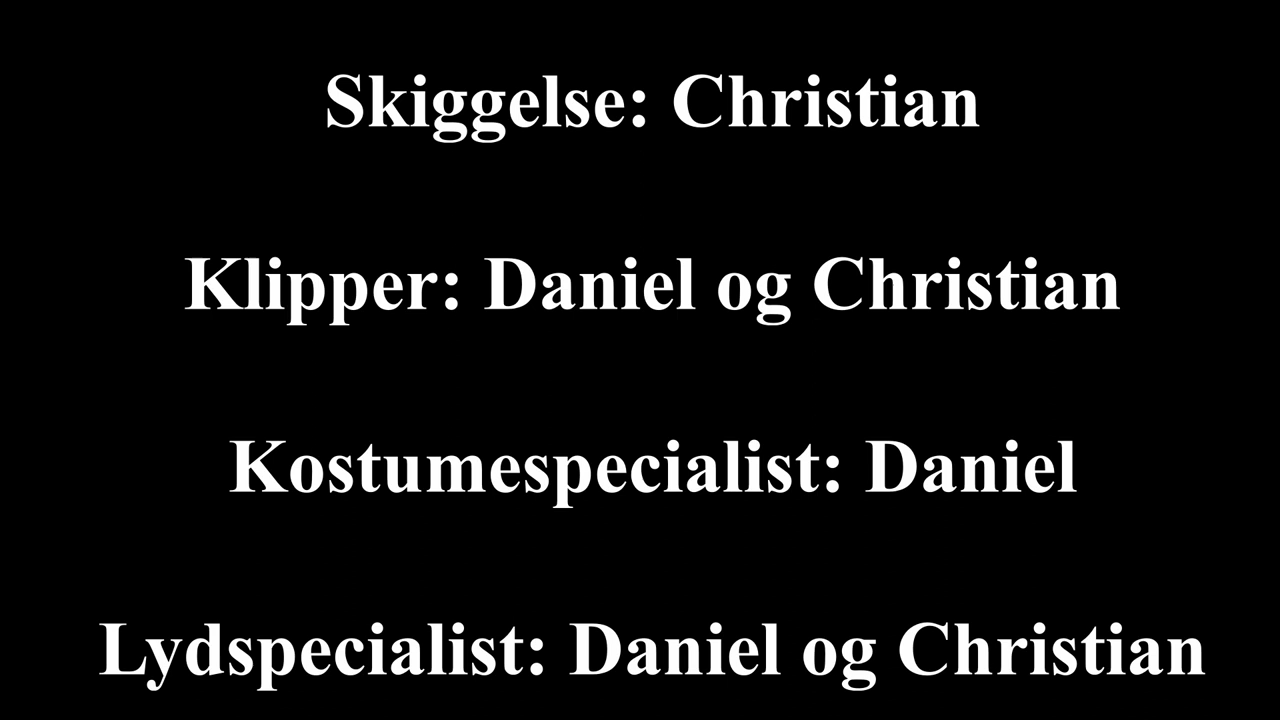 Skiggelse: Christian
Klipper: Daniel og Christian
Kostumespecialist: Daniel
Lydspecialist: Daniel og Christian